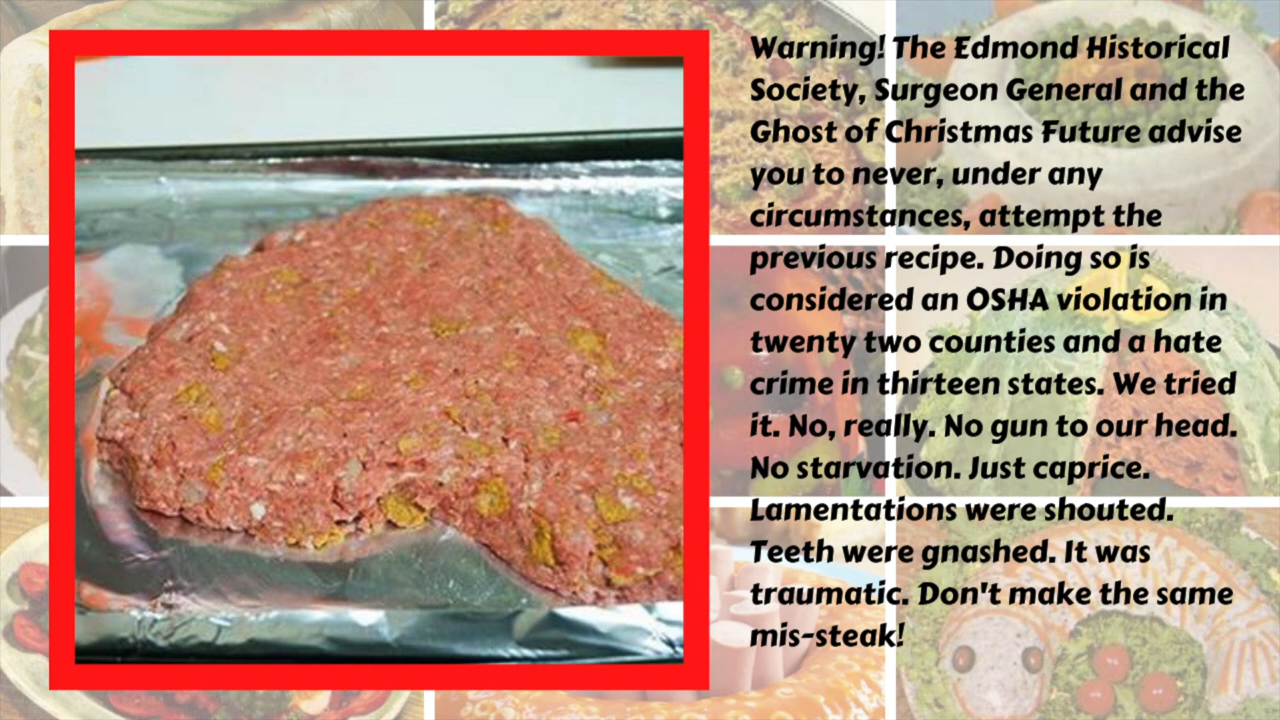 Warning! The Edmond Historical
Society, Surgeon General and the
Ghost of Christmas Future advise
you to never, under any
circumstances, attempt the
previous recipe. Doing so is
considered an OSHA violation in
twenty two counties and a hate
crime in thirteen states. We tried
it. No, really. No gun to our head.
No starvation. Just caprice.
Lamentations were shouted.
Teeth were gnashed. It was
traumatic. Don't make the same
mis-steak!